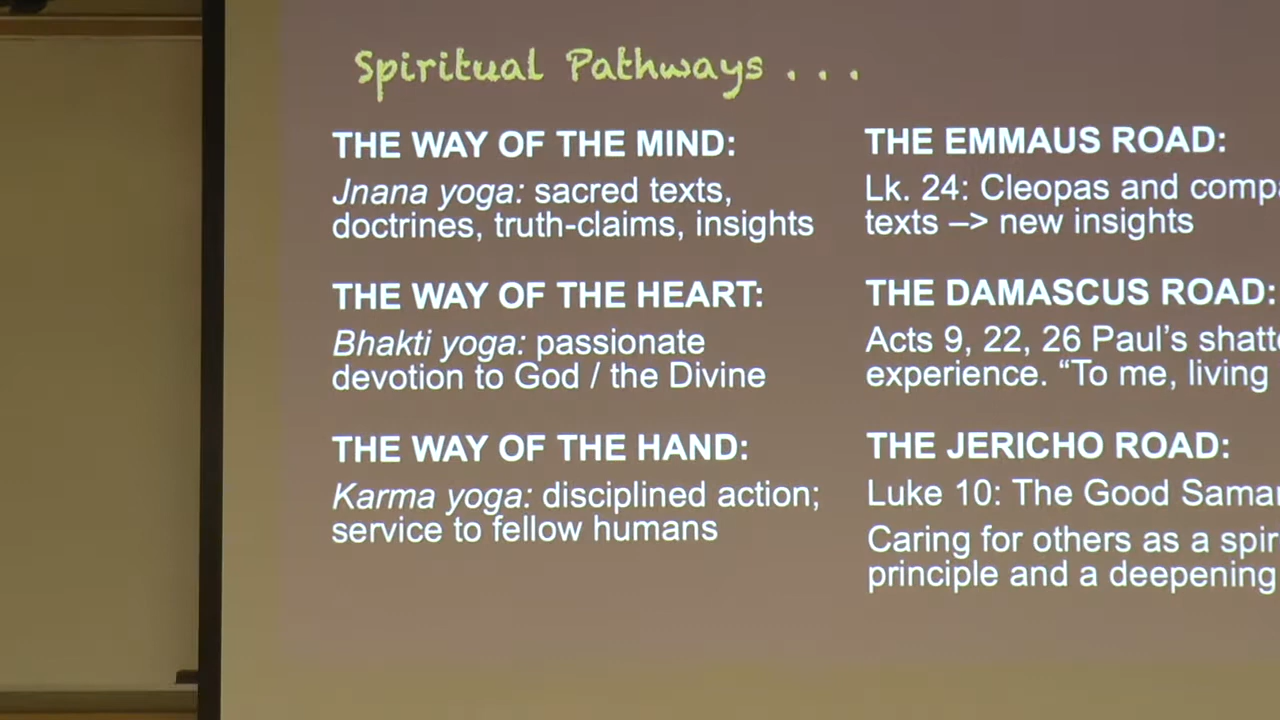 Spiritual Pathways . . .
THE WAY OF THE MIND:
Jnana yoga: sacred texts,
doctrines, truth-claims, insights
THE WAY OF THE HEART:
Bhakti yoga: passionate
devotion to God / the Divine
THE WAY OF THE HAND:
Karma yoga: disciplined action;
service to fellow humans
THE EMMAUS ROAD:
Lk. 24: Cleopas and
texts –> new insights
THE DAMASCUS ROAD:
Acts 9, 22, 26 Paul’s
experience. “To me, living
THE JERICHO ROAD:
Luke 10: The Good
Caring for others as a
principle and a deepening